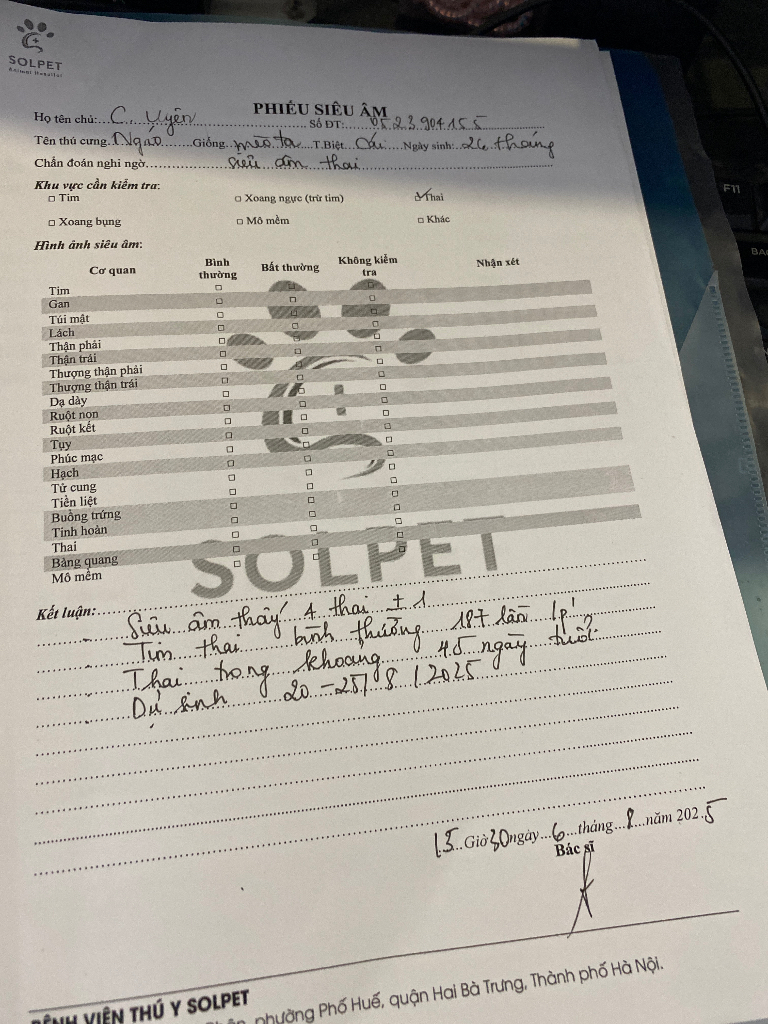 SOLPET
Animal Hospital
PHIẾU SIÊU ÂM
Họ tên chủ: C. Uyên Số ĐT: 0523904155
Tên thú cưng: Ngáo Giống: mèo ta T.Biệt: Cái Ngày sinh: 24 tháng
Chẩn đoán nghi ngờ: siêu âm thai
Khu vực cần kiểm tra:
□ Tim □ Xoang ngực (trừ tim) ☑ Thai
□ Xoang bụng □ Mô mềm □ Khác
Hình ảnh siêu âm:
Cơ quan Bình thường Bất thường Không kiểm tra Nhận xét
Tim □ □ □
Gan □ □ □
Túi mật □ □ □
Lách □ □ □
Thận phải □ □ □
Thận trái □ □ □
Thượng thận phải □ □ □
Thượng thận trái □ □ □
Dạ dày □ □ □
Ruột non □ □ □
Ruột kết □ □ □
Tụy □ □ □
Phúc mạc □ □ □
Hạch □ □ □
Tử cung □ □ □
Tiền liệt □ □ □
Buồng trứng □ □ □
Tinh hoàn □ □ □
Thai □ □ □
Bàng quang □ □ □
Mô mềm
SOLPET
Kết luận: Siêu âm thấy 4 thai ± 1
- Tim thai bình thường 187 lần /p'
- Thai trong khoảng 45 ngày tuổi
- Dự sinh 20 - 25/8/2025
15 Giờ 30 ngày 6 tháng 8 năm 2025
Bác sĩ
BỆNH VIỆN THÚ Y SOLPET
phường Phố Huế, quận Hai Bà Trưng, Thành phố Hà Nội.
F11